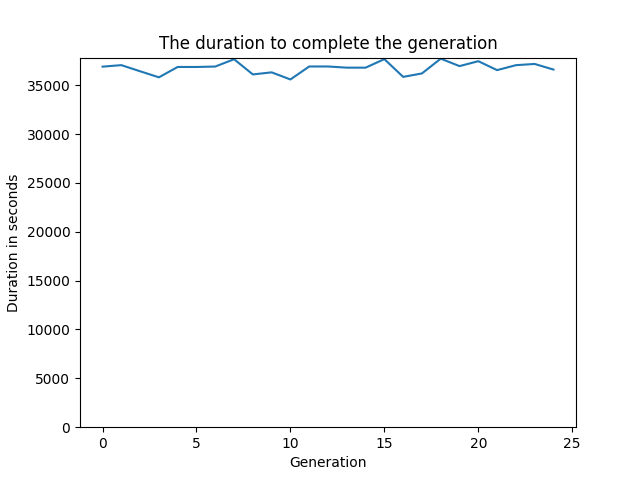 The duration to complete the generation
35000
30000
25000
20000
15000
10000
5000
0
Duration in seconds
0 5 10 15 20 25
Generation